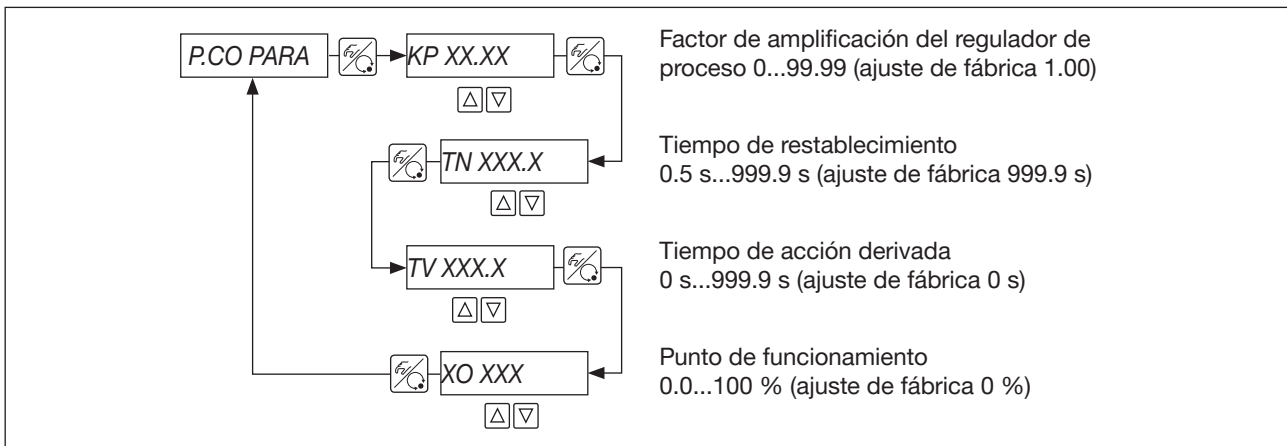 P.CO PARA
KP XX.XX
Factor de amplificación del regulador de
proceso 0...99.99 (ajuste de fábrica 1.00)
TN XXX.X
Tiempo de restablecimiento
0.5 s...999.9 s (ajuste de fábrica 999.9 s)
TV XXX.X
Tiempo de acción derivada
0 s...999.9 s (ajuste de fábrica 0 s)
XO XXX
Punto de funcionamiento
0.0...100 % (ajuste de fábrica 0 %)